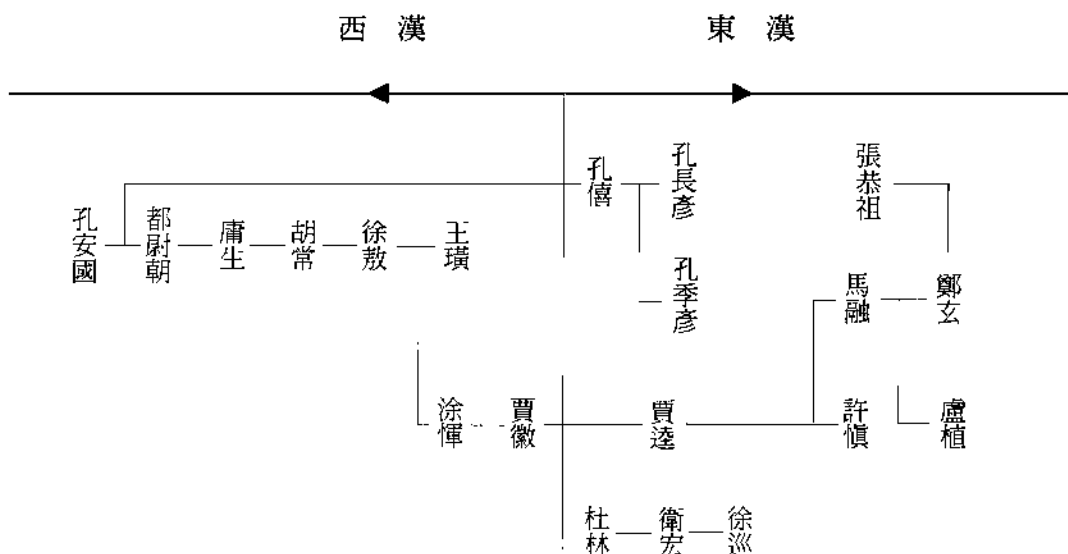 西漢
東漢
孔僖
孔長彥
張恭祖
孔安國
都尉朝
庸生
胡常
徐敖
王璜
孔季彥
馬融
鄭玄
涂惲
賈徽
賈逵
許慎
盧植
杜林
衛宏
徐巡